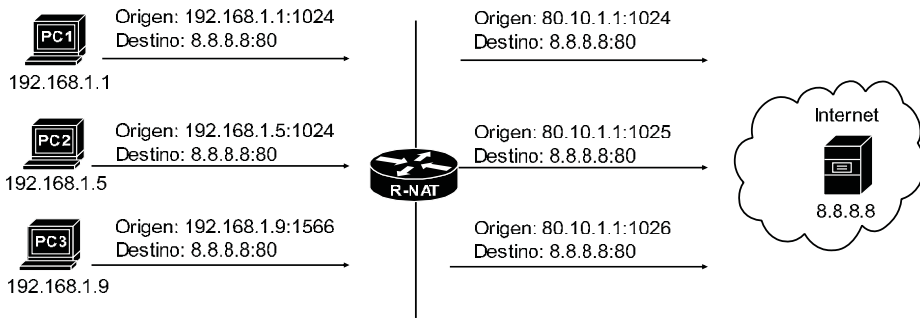 PC1
Origen: 192.168.1.1:1024
Destino: 8.8.8.8:80
192.168.1.1
Origen: 80.10.1.1:1024
Destino: 8.8.8.8:80
PC2
Origen: 192.168.1.5:1024
Destino: 8.8.8.8:80
192.168.1.5
R-NAT
Origen: 80.10.1.1:1025
Destino: 8.8.8.8:80
Internet
8.8.8.8
PC3
Origen: 192.168.1.9:1566
Destino: 8.8.8.8:80
192.168.1.9
Origen: 80.10.1.1:1026
Destino: 8.8.8.8:80